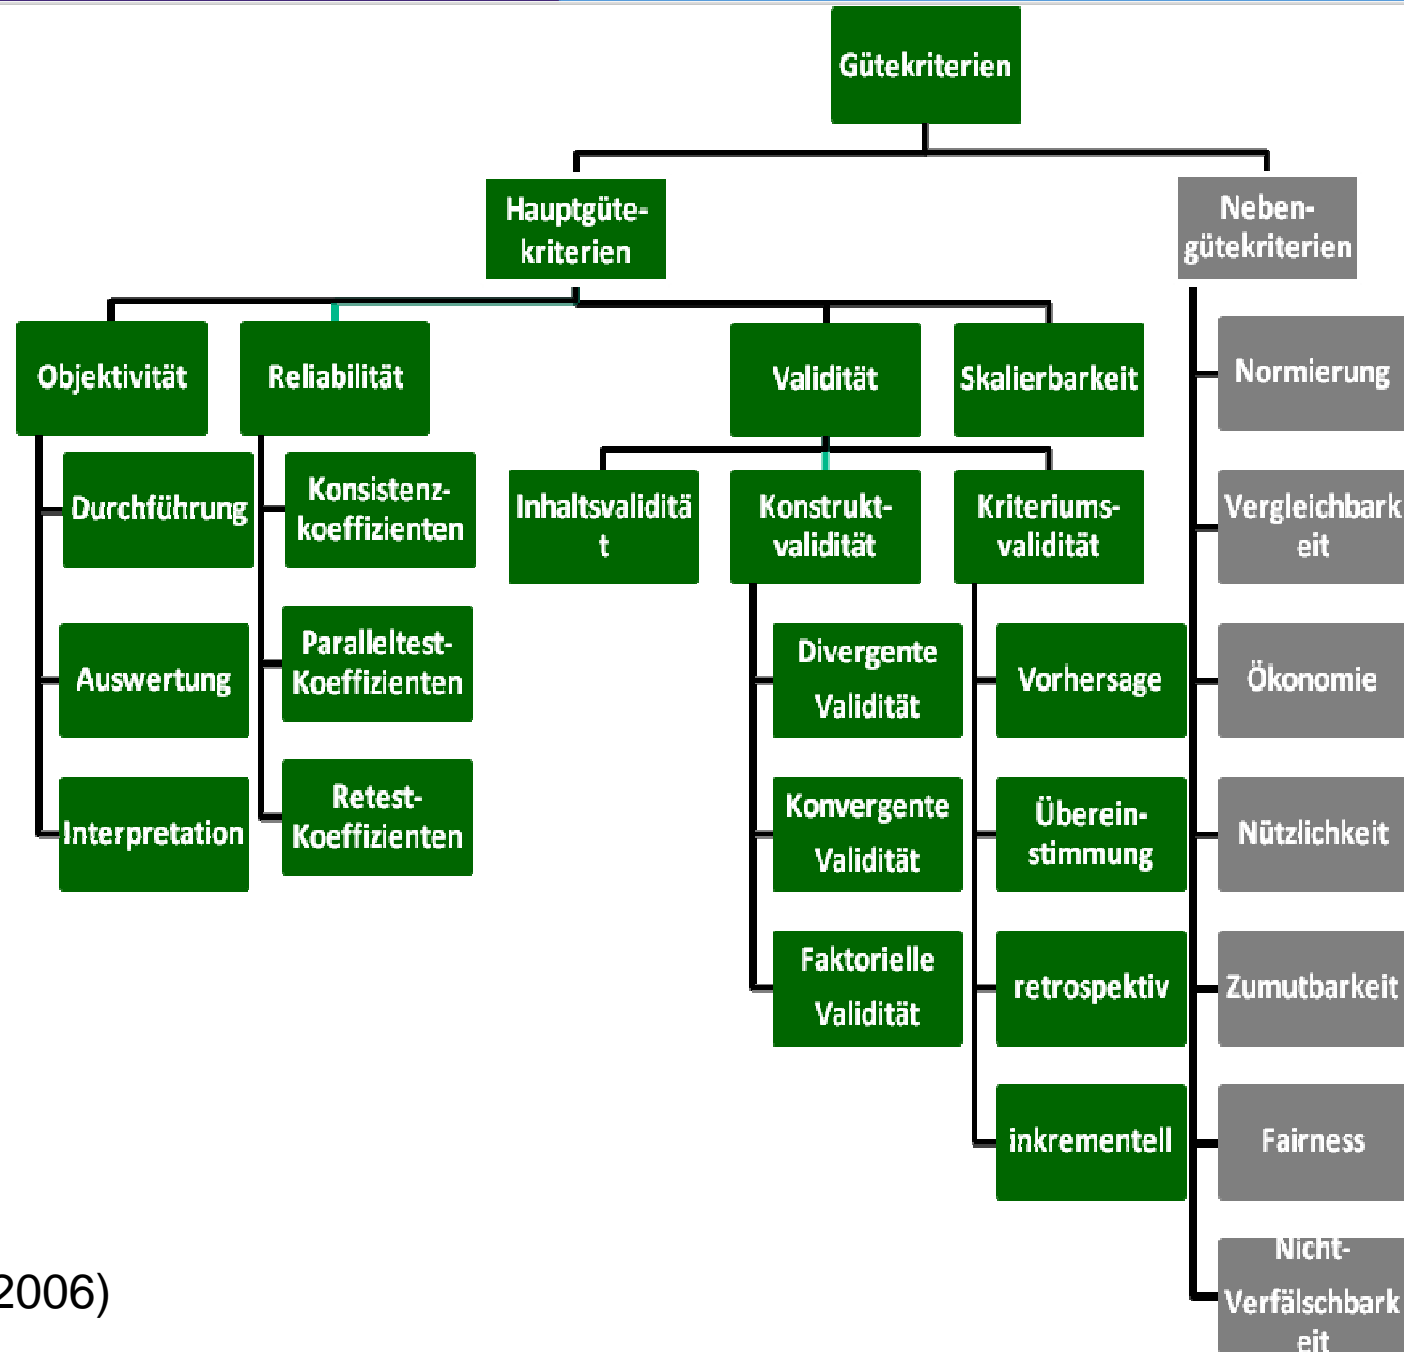 Gütekriterien
Hauptgüte-
kriterien
Neben-
gütekriterien
Objektivität
Reliabilität
Validität
Skalierbarkeit
Durchführung
Auswertung
Interpretation
Konsistenz-
koeffizienten
Paralleltest-
Koeffizienten
Retest-
Koeffizienten
Inhaltsvaliditä
t
Konstrukt-
validität
Kriteriums-
validität
Divergente
Validität
Konvergente
Validität
Faktorielle
Validität
Vorhersage
Überein-
stimmung
retrospektiv
inkrementell
Normierung
Vergleichbark
eit
Ökonomie
Nützlichkeit
Zumutbarkeit
Fairness
Nicht-
Verfälschbark
eit
2006)